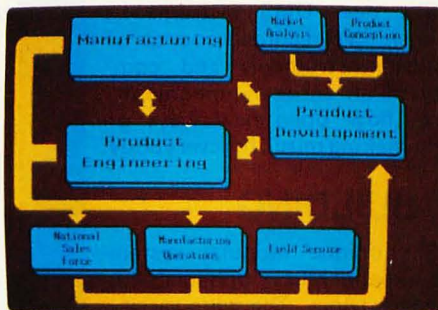 Manufacturing
Market
Analysis
Product
Conception
Product
Development
Product
Engineering
National
Sales
Force
Manufacturing
Operations
Field Service